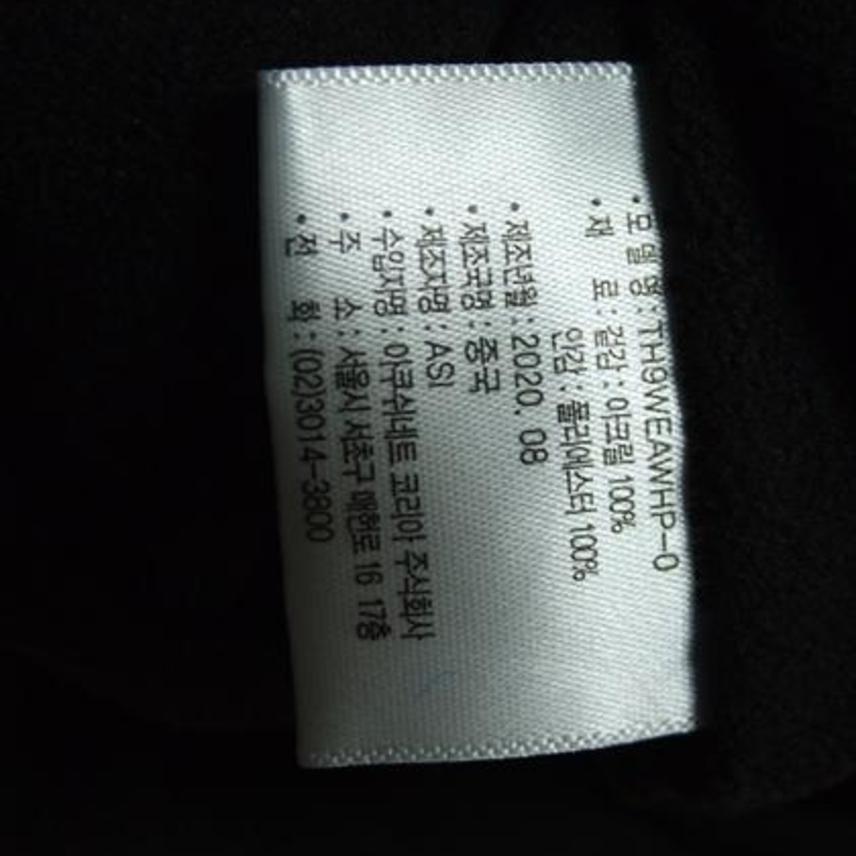 • 모델명 : TH9WEAWHP-0
• 재 료 : 겉감 : 아크릴 100%
안감 : 폴리에스터 100%
• 제조년월 : 2020. 08
• 제조국명 : 중국
• 제조자명 : ASI
• 수입자명 : 아쿠쉬네트 코리아 주식회사
• 주 소 : 서울시 서초구 매헌로 16 17층
• 전 화 : (02)3014-3800